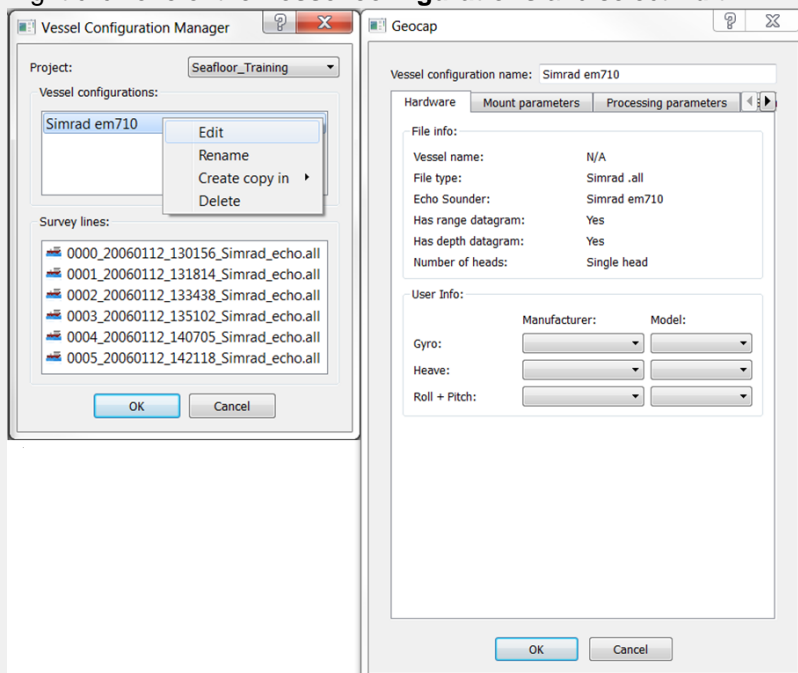 Vessel Configuration Manager
Project: Seafloor_Training
Vessel configurations:
Simrad em710
Edit
Rename
Create copy in
Delete
Survey lines:
0000_20060112_130156_Simrad_echo.all
0001_20060112_131814_Simrad_echo.all
0002_20060112_133438_Simrad_echo.all
0003_20060112_135102_Simrad_echo.all
0004_20060112_140705_Simrad_echo.all
0005_20060112_142118_Simrad_echo.all
OK Cancel
Geocap
Vessel configuration name: Simrad em710
Hardware Mount parameters Processing parameters
File info:
Vessel name: N/A
File type: Simrad .all
Echo Sounder: Simrad em710
Has range datagram: Yes
Has depth datagram: Yes
Number of heads: Single head
User Info:
Manufacturer: Model:
Gyro:
Heave:
Roll + Pitch:
OK Cancel